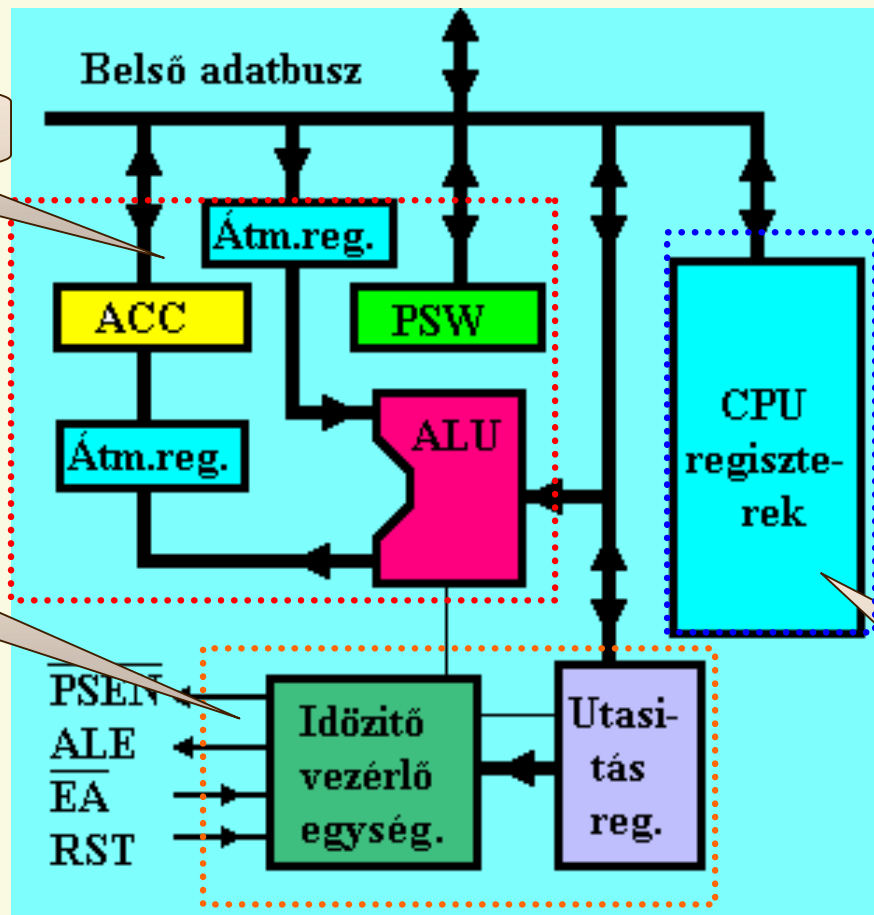 Belső adatbusz
Átm.reg.
ACC
PSW
Átm.reg.
ALU
CPU
regiszte-
rek
PSEN
ALE
EA
RST
Időzitő
vezérlő
egység.
Utasi-
tás
reg.